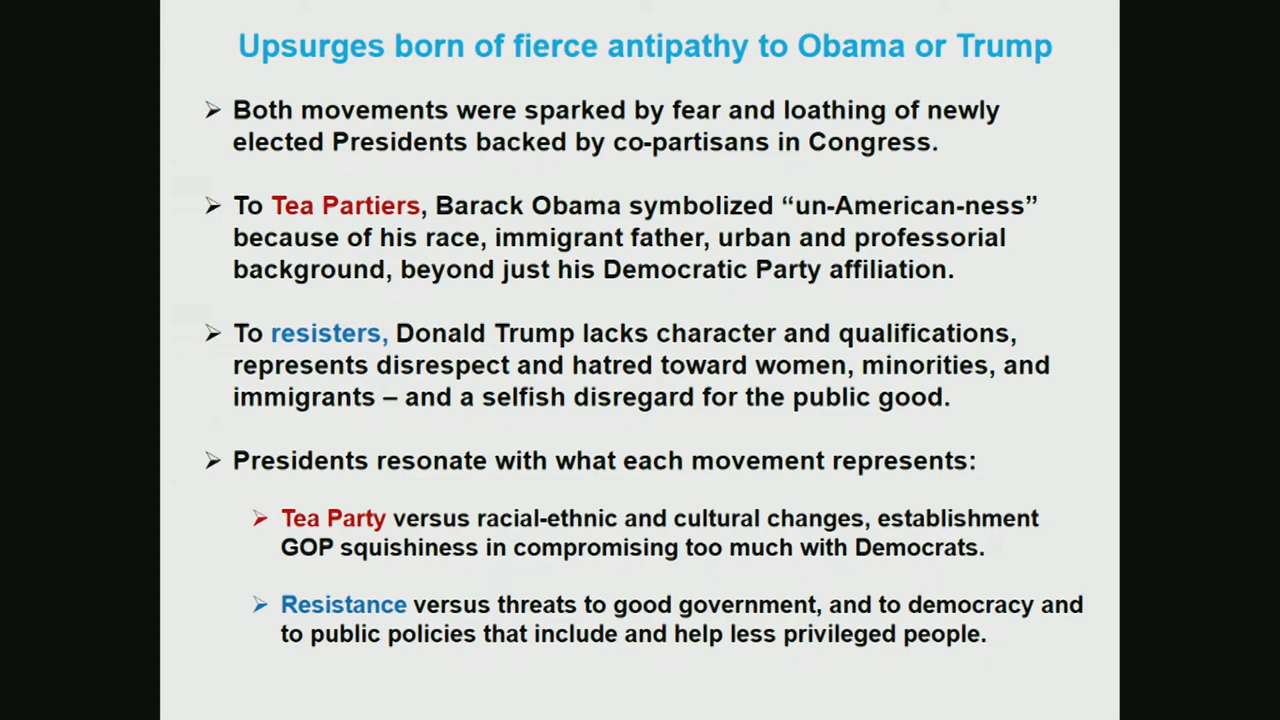 Upsurges born of fierce antipathy to Obama or Trump
Both movements were sparked by fear and loathing of newly
elected Presidents backed by co-partisans in Congress.
To Tea Partiers, Barack Obama symbolized “un-American-ness”
because of his race, immigrant father, urban and professorial
background, beyond just his Democratic Party affiliation.
To resisters, Donald Trump lacks character and qualifications,
represents disrespect and hatred toward women, minorities, and
immigrants – and a selfish disregard for the public good.
Presidents resonate with what each movement represents:
Tea Party versus racial-ethnic and cultural changes, establishment
GOP squishiness in compromising too much with Democrats.
Resistance versus threats to good government, and to democracy and
to public policies that include and help less privileged people.